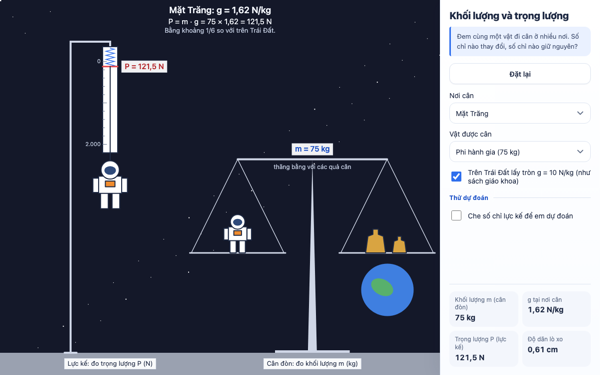 Mặt Trăng: g = 1,62 N/kg
P = m · g = 75 × 1,62 = 121,5 N
Bằng khoảng 1/6 so với trên Trái Đất.
0
P = 121,5 N
2.000
m = 75 kg
thăng bằng với các quả cân
Lực kế: đo trọng lượng P (N)
Cân đòn: đo khối lượng m (kg)
Khối lượng và trọng lượng
Đem cùng một vật đi cân ở nhiều nơi. Số
chỉ nào thay đổi, số chỉ nào giữ nguyên?
Đặt lại
Nơi cân
Mặt Trăng
Vật được cân
Phi hành gia (75 kg)
Trên Trái Đất lấy tròn g = 10 N/kg (như
sách giáo khoa)
Thử dự đoán
Che số chỉ lực kế để em dự đoán
Khối lượng m (cân
đòn)
75 kg
g tại nơi cân
1,62 N/kg
Trọng lượng P (lực
kế)
121,5 N
Độ dãn lò xo
0,61 cm